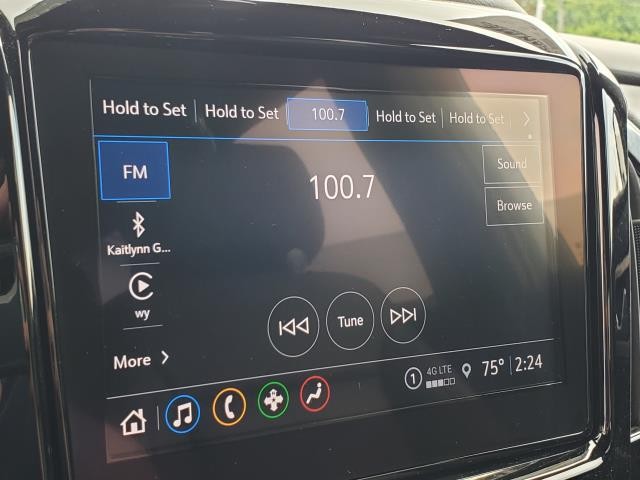 Hold to Set Hold to Set 100.7 Hold to Set Hold to Set
FM
100.7
Sound
Browse
Kaitlynn G...
wy
Tune
More
1 4G LTE 75° 2:24